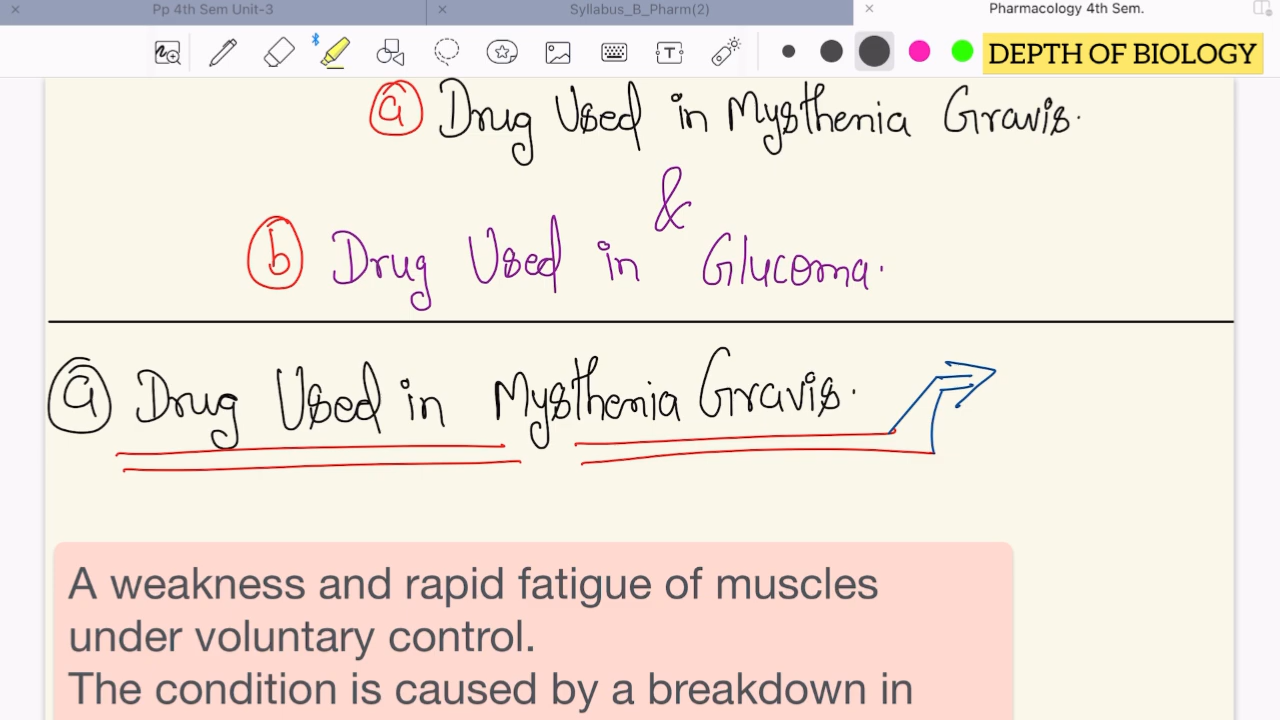 Pp 4th Sem Unit-3
Syllabus_B_Pharm(2)
Pharmacology 4th Sem.
DEPTH OF BIOLOGY
a Drug Used in Mysthenia Gravis.
&
b Drug Used in Glucoma.
a Drug Used in Mysthenia Gravis.
A weakness and rapid fatigue of muscles
under voluntary control.
The condition is caused by a breakdown in